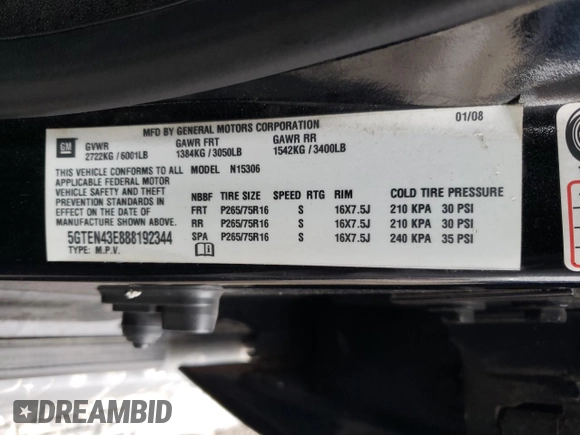 MFD BY GENERAL MOTORS CORPORATION
01/08
GM
GVWR GAWR FRT GAWR RR
2722KG / 6001LB 1384KG / 3050LB 1542KG / 3400LB
THIS VEHICLE CONFORMS TO ALL MODEL N15306
APPLICABLE FEDERAL MOTOR
VEHICLE SAFETY AND THEFT
PREVENTION STANDARDS IN
EFFECT ON THE DATE OF
MANUFACTURE SHOWN ABOVE.
NBBF TIRE SIZE SPEED RTG RIM COLD TIRE PRESSURE
FRT P265/75R16 S 16X7.5J 210 KPA 30 PSI
RR P265/75R16 S 16X7.5J 210 KPA 30 PSI
SPA P265/75R16 S 16X7.5J 240 KPA 35 PSI
5GTEN43E888192344
TYPE: M.P.V.
DREAMBID